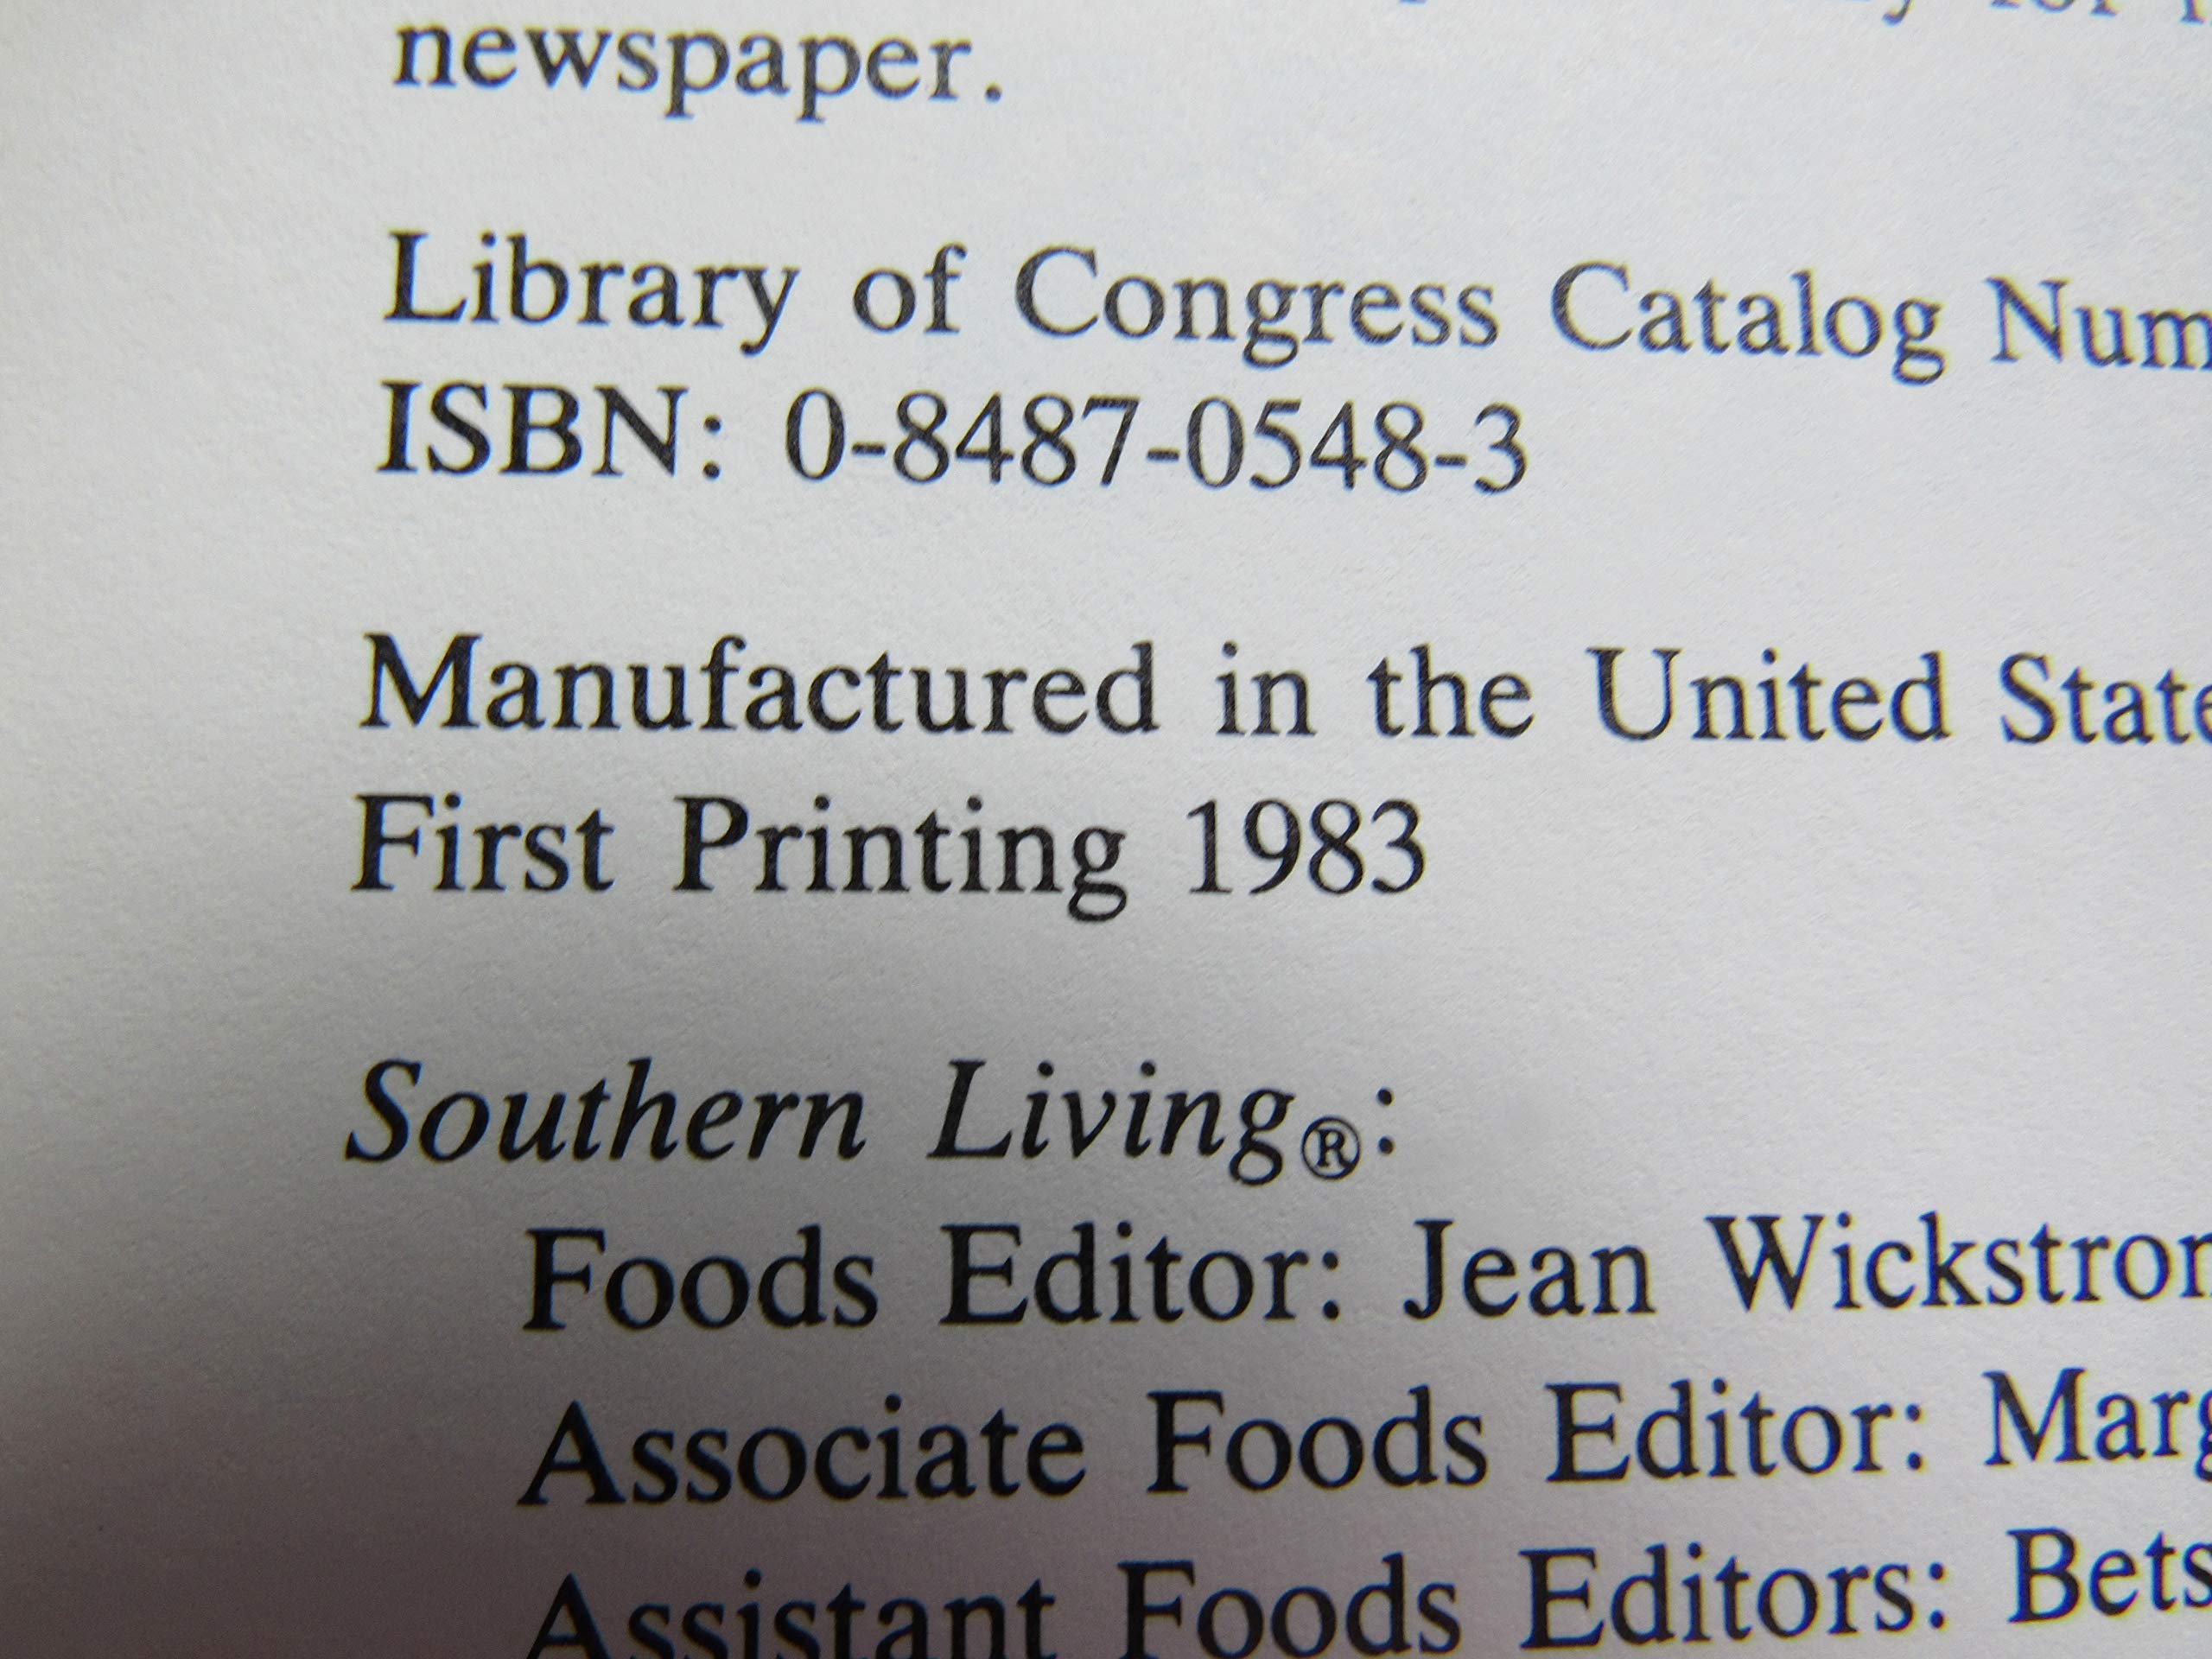 newspaper.
Library of Congress Catalog Num
ISBN: 0-8487-0548-3
Manufactured in the United State
First Printing 1983
Southern Living®:
Foods Editor: Jean Wickstrom
Associate Foods Editor: Marg
Assistant Foods Editors: Bets